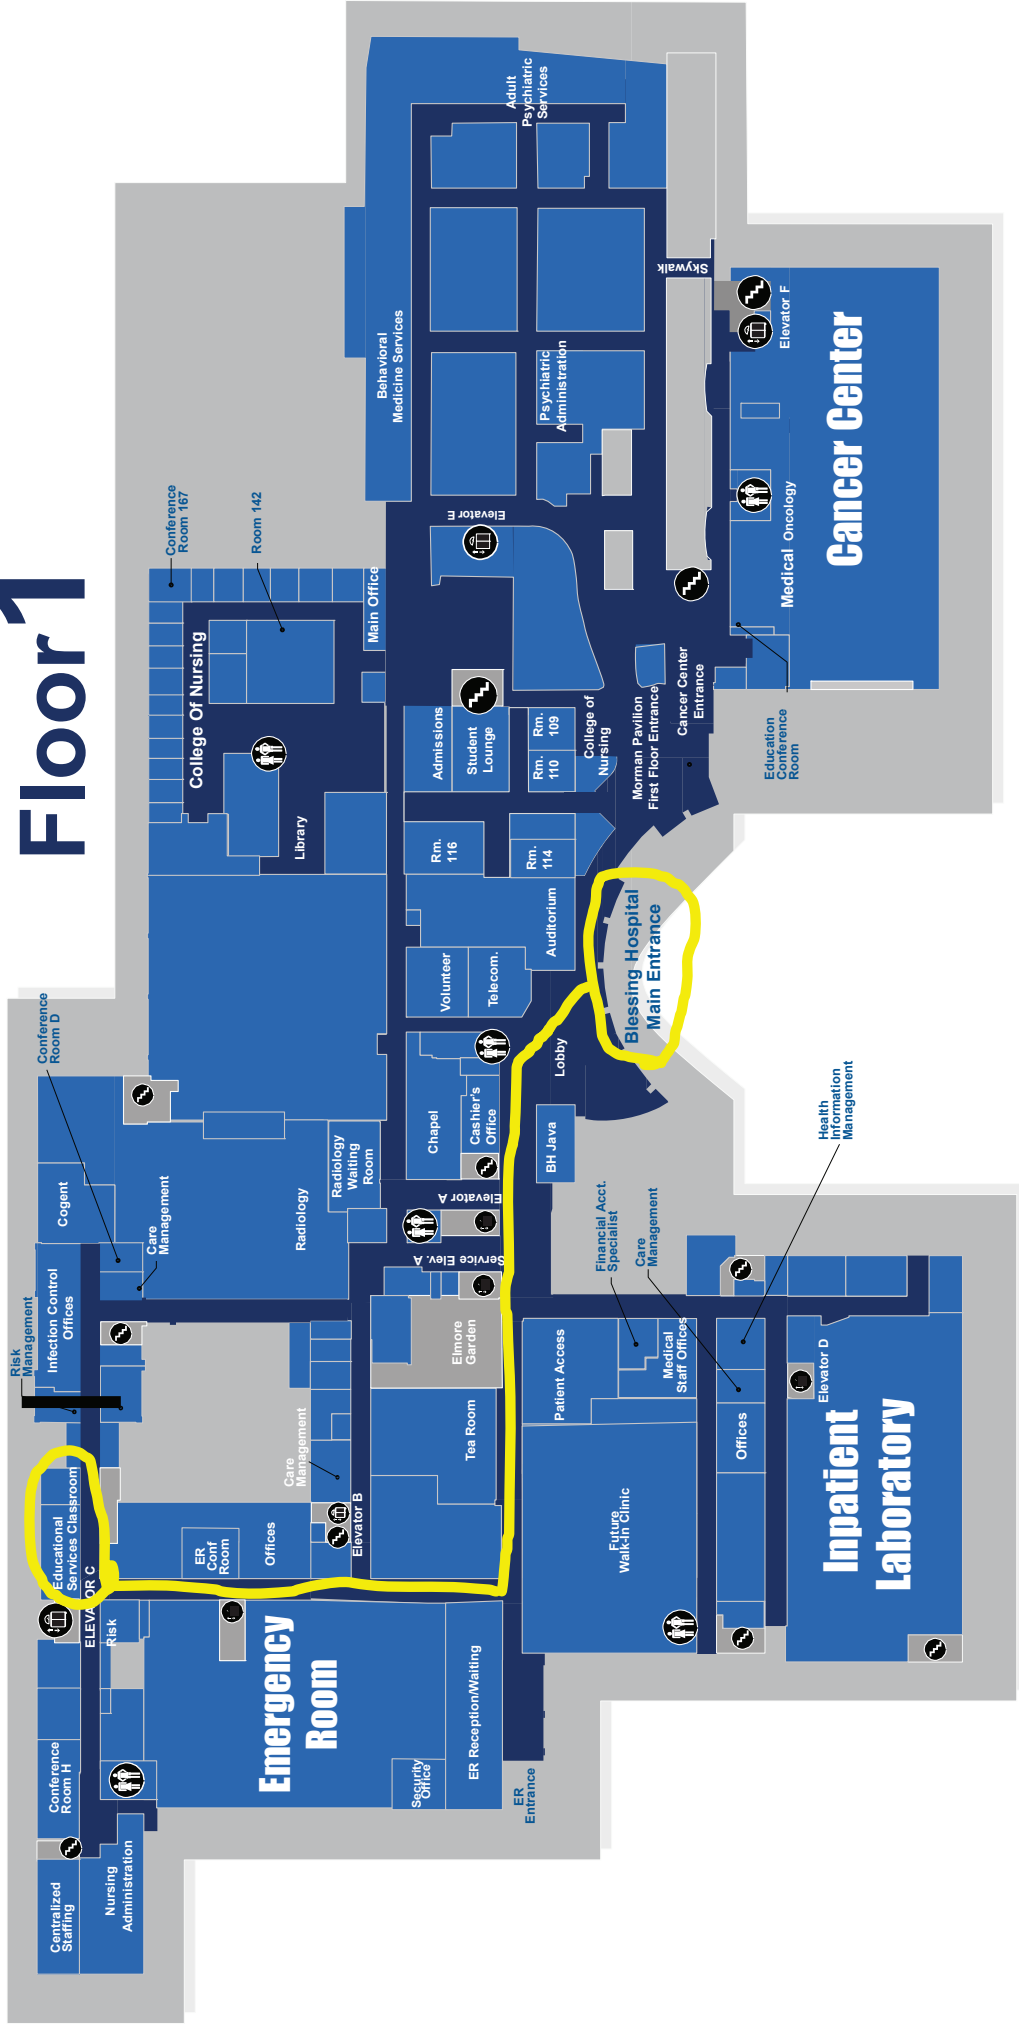 Floor 1
Adult
Psychiatric
Services
Behavioral
Medicine Services
Psychiatric
Administration
Skywalk
Elevator F
Cancer Center
Medical Oncology
Elevator E
Conference
Room 167
Room 142
Main Office
College Of Nursing
Library
Admissions
Student
Lounge
Rm.
109
Rm.
110
College of
Nursing
Morman Pavilion
First Floor Entrance
Cancer Center
Entrance
Education
Conference
Room
Rm.
116
Rm.
114
Auditorium
Volunteer
Telecom.
Blessing Hospital
Main Entrance
Lobby
Chapel
Cashier's
Office
BH Java
Elevator A
Service Elev. A
Conference
Room D
Cogent
Care
Management
Radiology
Radiology
Waiting
Room
Infection Control
Offices
Risk
Management
Elmore
Garden
Tea Room
Care
Management
Elevator B
Offices
ER
Conf
Room
Educational
Services Classroom
ELEVATOR C
Risk
Financial Acct.
Specialist
Care
Management
Health
Information
Management
Patient Access
Medical
Staff Offices
Offices
Elevator D
Inpatient
Laboratory
Future
Walk-In Clinic
Emergency
Room
ER Reception/Waiting
Security
Office
ER
Entrance
Conference
Room H
Nursing
Administration
Centralized
Staffing